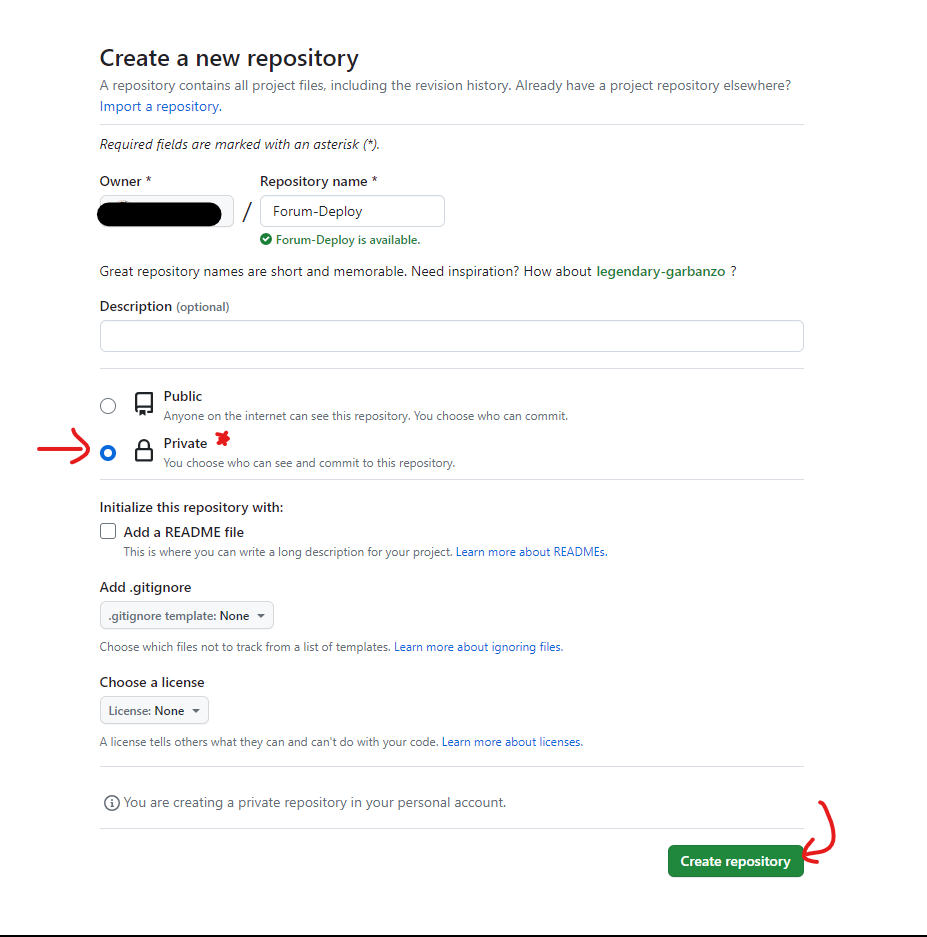 Create a new repository
A repository contains all project files, including the revision history. Already have a project repository elsewhere?
Import a repository.
Required fields are marked with an asterisk (*).
Owner * Repository name *
/ Forum-Deploy
Forum-Deploy is available.
Great repository names are short and memorable. Need inspiration? How about legendary-garbanzo ?
Description (optional)
Public
Anyone on the internet can see this repository. You choose who can commit.
Private
You choose who can see and commit to this repository.
Initialize this repository with:
Add a README file
This is where you can write a long description for your project. Learn more about READMEs.
Add .gitignore
.gitignore template: None
Choose which files not to track from a list of templates. Learn more about ignoring files.
Choose a license
License: None
A license tells others what they can and can't do with your code. Learn more about licenses.
You are creating a private repository in your personal account.
Create repository